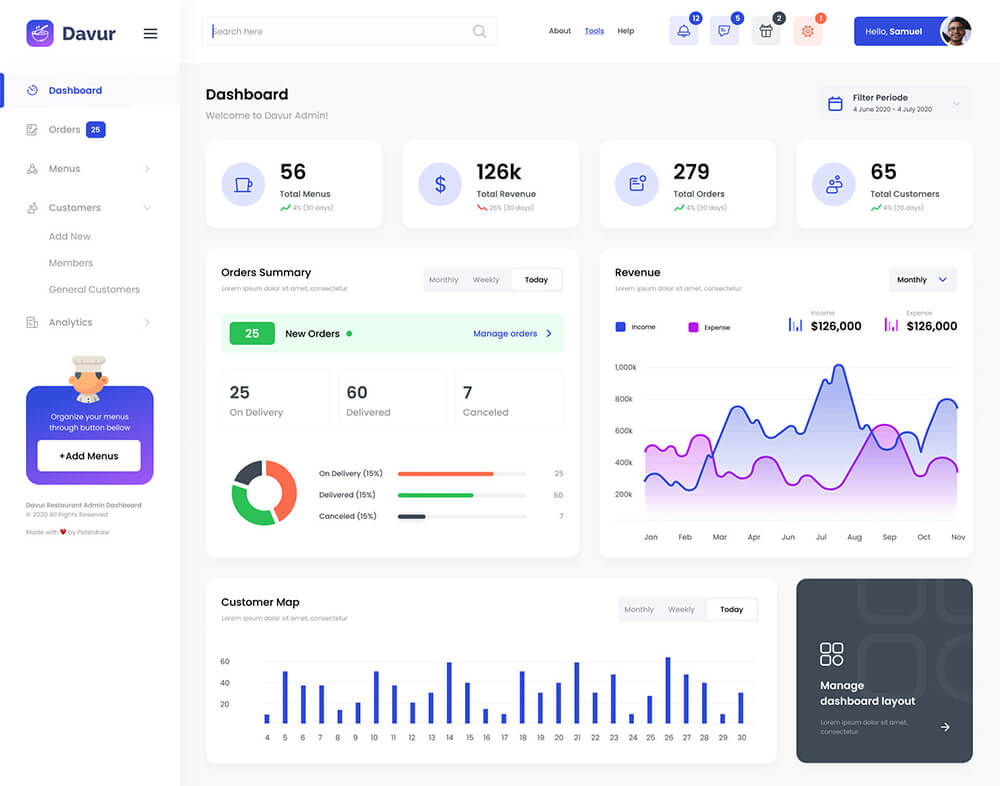 Davur
Search here
About
Tools
Help
12
5
2
!
Hello, Samuel
Dashboard
Orders
25
Menus
Customers
Add New
Members
General Customers
Analytics
Organize your menus
through button bellow
+Add Menus
Davur Restaurant Admin Dashboard
© 2020 All Rights Reserved
Made with ♥ by Peterdraw
Dashboard
Welcome to Davur Admin!
Filter Periode
4 June 2020 - 4 July 2020
56
Total Menus
4% (30 days)
$
126k
Total Revenue
26% (30 days)
279
Total Orders
4% (30 days)
65
Total Customers
4% (30 days)
Orders Summary
Lorem ipsum dolor sit amet, consectetur
Monthly
Weekly
Today
25
New Orders
Manage orders
25
On Delivery
60
Delivered
7
Canceled
On Delivery (15%)
25
Delivered (15%)
60
Canceled (15%)
7
Revenue
Lorem ipsum dolor sit amet, consectetur
Monthly
Income
Expense
Income
$126,000
Expense
$126,000
1,000k
800k
600k
400k
200k
Jan Feb Mar Apr Jun Jul Aug Sep Oct Nov
Customer Map
Lorem ipsum dolor sit amet, consectetur
Monthly
Weekly
Today
60
40
20
4 5 6 7 8 9 10 11 12 13 14 15 16 17 18 19 20 21 22 23 24 25 26 27 28 29 30
Manage
dashboard layout
Lorem ipsum dolor sit amet,
consectetur